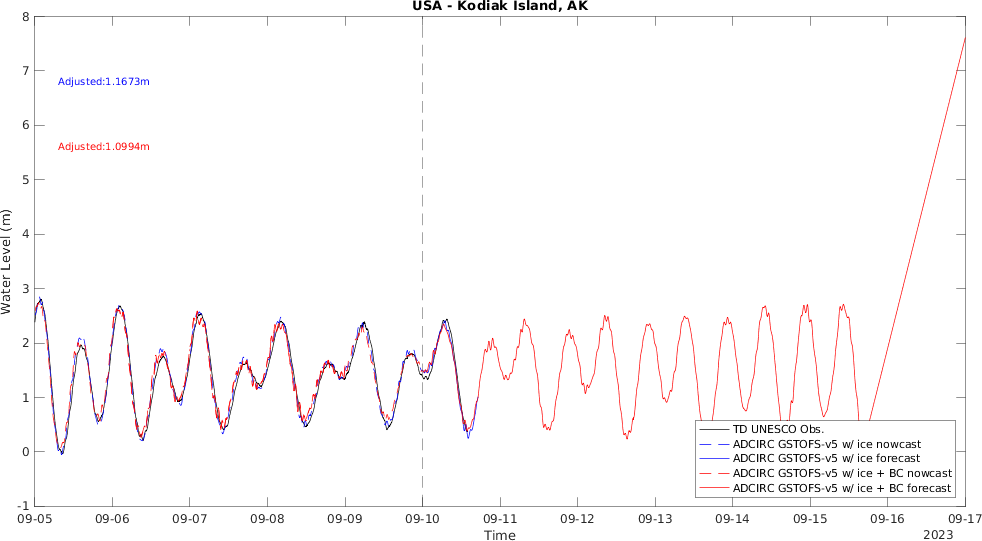 USA - Kodiak Island, AK
8
7
6
5
4
3
2
1
0
-1
Water Level (m)
Adjusted:1.1673m
Adjusted:1.0994m
TD UNESCO Obs.
ADCIRC GSTOFS-v5 w/ ice nowcast
ADCIRC GSTOFS-v5 w/ ice forecast
ADCIRC GSTOFS-v5 w/ ice + BC nowcast
ADCIRC GSTOFS-v5 w/ ice + BC forecast
09-05 09-06 09-07 09-08 09-09 09-10 09-11 09-12 09-13 09-14 09-15 09-16 09-17
Time
2023